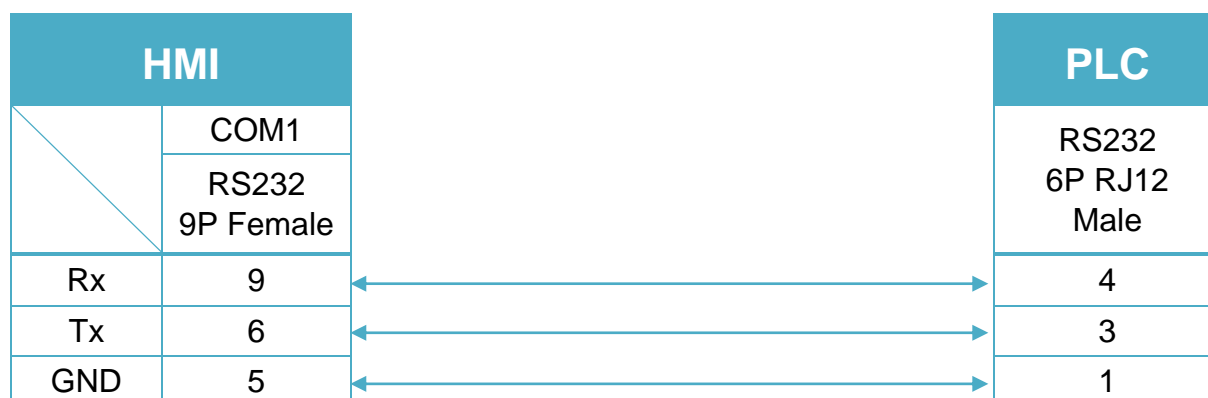 HMI
PLC
COM1
RS232
9P Female
RS232
6P RJ12
Male
Rx 9 4
Tx 6 3
GND 5 1